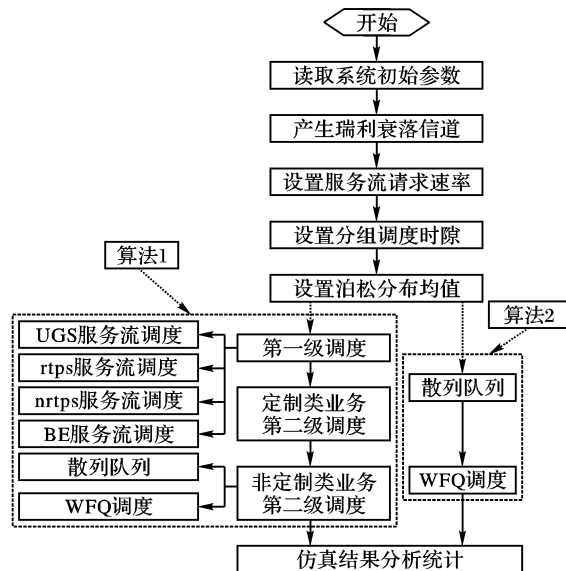 开始
读取系统初始参数
产生瑞利衰落信道
设置服务流请求速率
设置分组调度时隙
算法1
设置泊松分布均值
算法2
UGS服务流调度
第一级调度
rtps服务流调度
散列队列
nrtps服务流调度
定制类业务
第二级调度
BE服务流调度
散列队列
非定制类业务
第二级调度
WFQ调度
WFQ调度
仿真结果分析统计